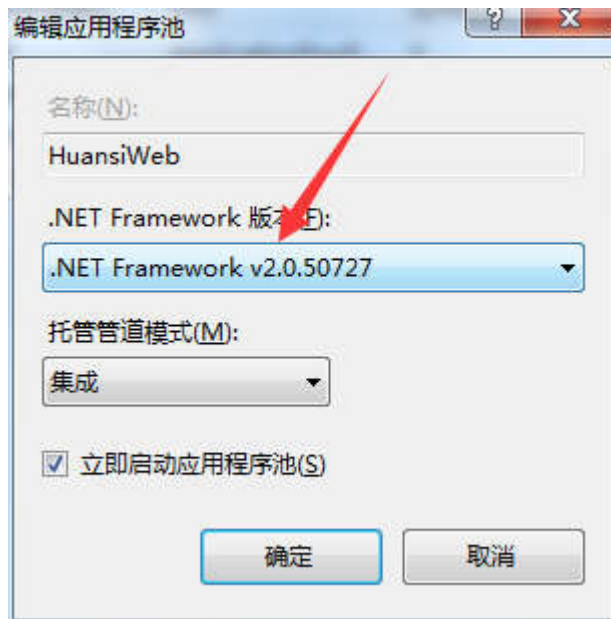 编辑应用程序池
名称(N):
HuansiWeb
.NET Framework 版本(F):
.NET Framework v2.0.50727
托管管道模式(M):
集成
立即启动应用程序池(S)
确定
取消